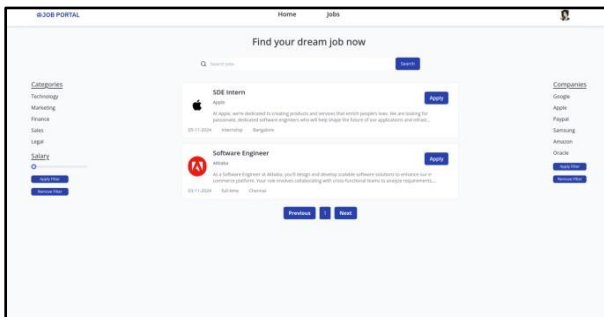 @JOB PORTAL
Home
Jobs
Find your dream job now
Search jobs
Search
Categories
Technology
Marketing
Finance
Sales
Legal
Salary
Apply Filter
Remove Filter
SDE Intern
Apple
Apply
At Apple, we're dedicated to creating products and services that enrich people's lives. We are looking for
passionate, dedicated software engineers who will help shape the future of our applications and infrast...
05-11-2024 Internship Bangalore
Software Engineer
Alibaba
Apply
As a Software Engineer at Alibaba, you'll design and develop scalable software solutions to enhance our e-
commerce platform. Your role involves collaborating with cross-functional teams to analyze requirements,...
03-11-2024 full-time Chennai
Previous 1 Next
Companies
Google
Apple
Paypal
Samsung
Amazon
Oracle
Apply Filter
Remove Filter